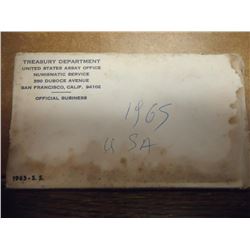 TREASURY DEPARTMENT
UNITED STATES ASSAY OFFICE
NUMISMATIC SERVICE
350 DUBOCE AVENUE
SAN FRANCISCO, CALIF. 94102
OFFICIAL BUSINESS
1965
USA
1965-S. S.